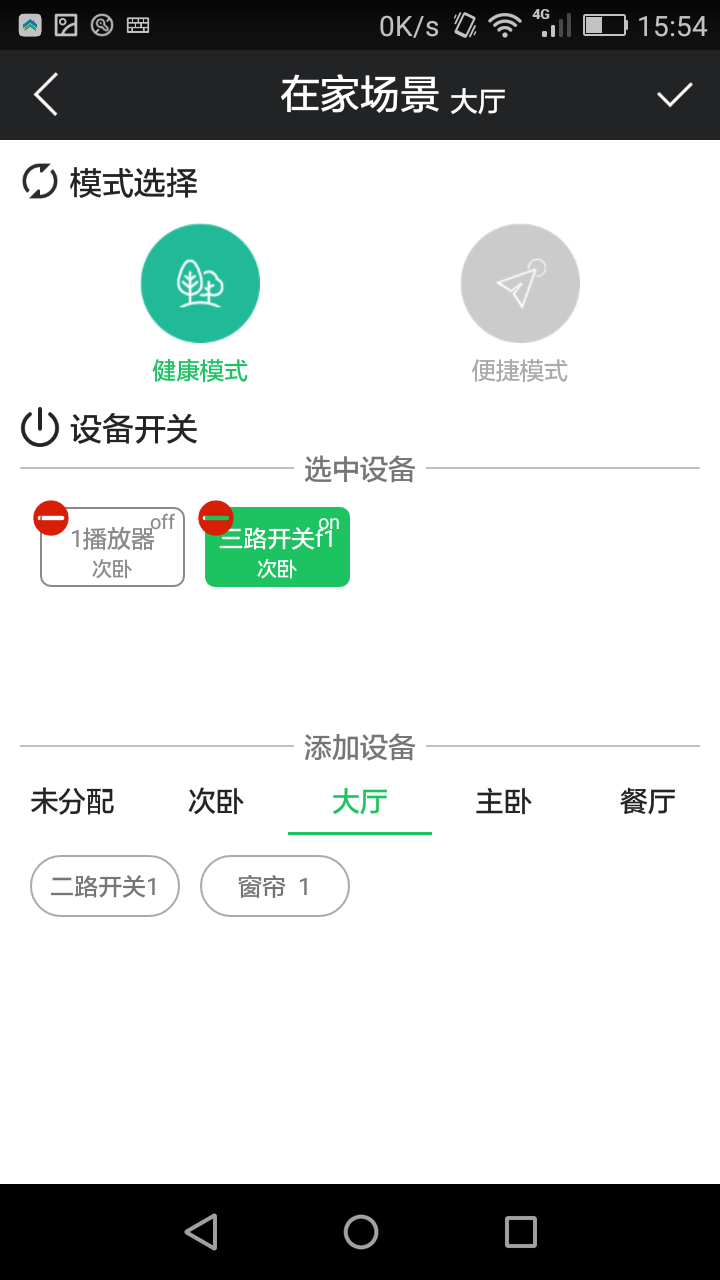 0K/s 4G 15:54
在家场景 大厅
模式选择
健康模式 便捷模式
设备开关
选中设备
off on
1播放器 三路开关f1
次卧 次卧
添加设备
未分配 次卧 大厅 主卧 餐厅
二路开关1 窗帘 1